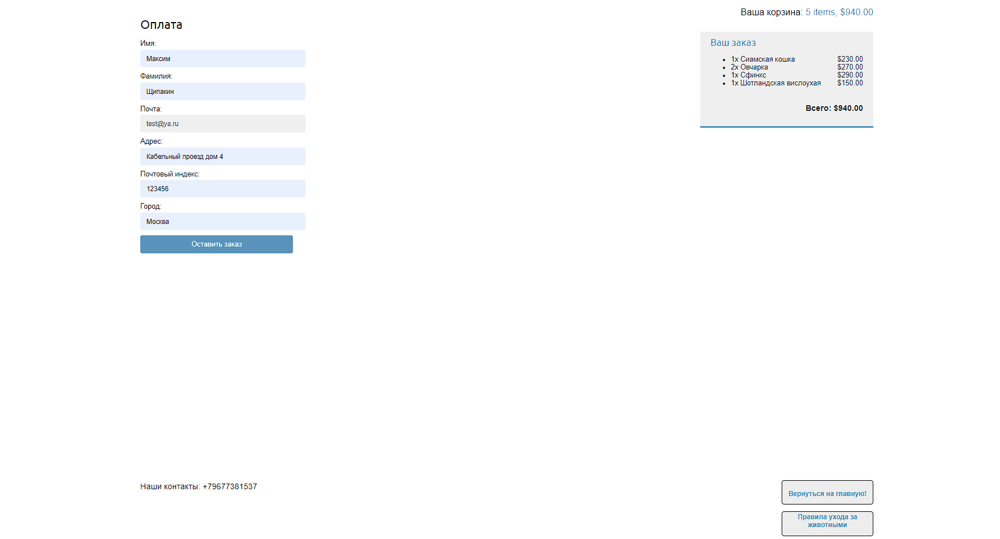 Ваша корзина: 5 items, $940.00
Оплата
Имя:
Максим
Фамилия:
Щипакин
Почта:
test@ya.ru
Адрес:
Кабельный проезд дом 4
Почтовый индекс:
123456
Город:
Москва
Оставить заказ
Ваш заказ
1x Сиамская кошка $230.00
2x Овчарка $270.00
1x Сфинкс $290.00
1x Шотландская вислоухая $150.00
Всего: $940.00
Наши контакты: +79677381537
Вернуться на главную!
Правила ухода за
животными